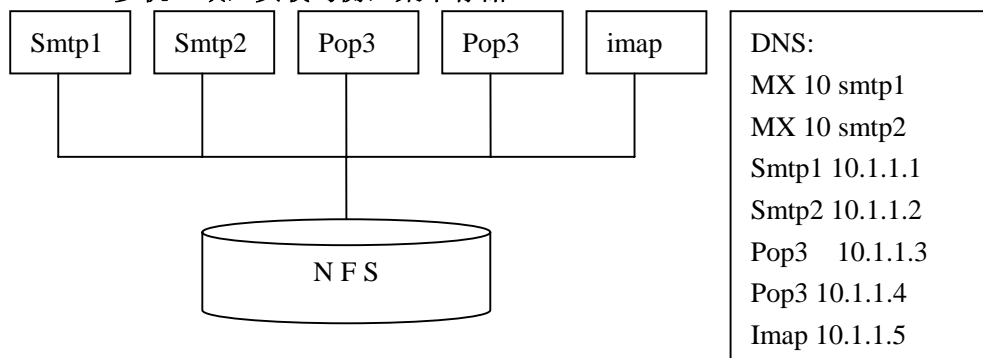 Smtp1 Smtp2 Pop3 Pop3 imap
N F S
DNS:
MX 10 smtp1
MX 10 smtp2
Smtp1 10.1.1.1
Smtp2 10.1.1.2
Pop3 10.1.1.3
Pop3 10.1.1.4
Imap 10.1.1.5